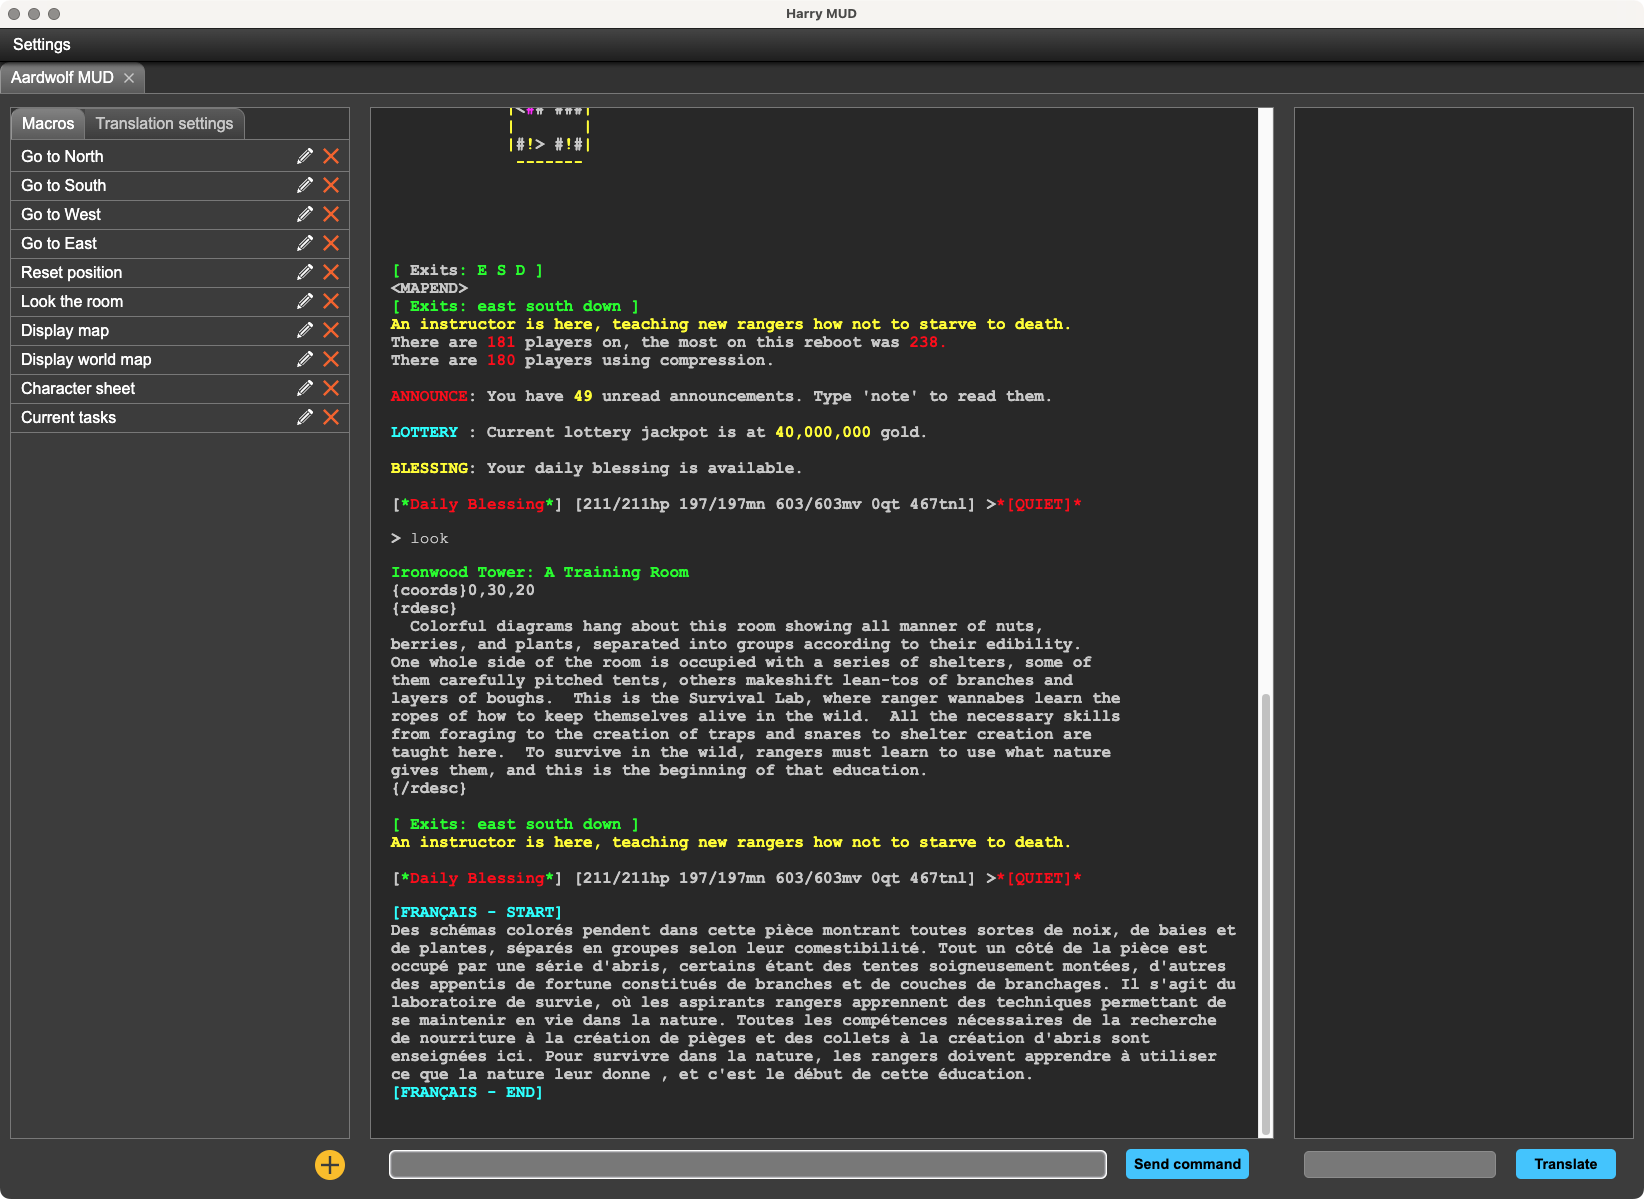 Harry MUD
Settings
Aardwolf MUD
Macros Translation settings
Go to North
Go to South
Go to West
Go to East
Reset position
Look the room
Display map
Display world map
Character sheet
Current tasks
|<## ###|
|       |
|#!> #!#|
-------
[ Exits: E S D ]
<MAPEND>
[ Exits: east south down ]
An instructor is here, teaching new rangers how not to starve to death.
There are 181 players on, the most on this reboot was 238.
There are 180 players using compression.
ANNOUNCE: You have 49 unread announcements. Type 'note' to read them.
LOTTERY : Current lottery jackpot is at 40,000,000 gold.
BLESSING: Your daily blessing is available.
[*Daily Blessing*] [211/211hp 197/197mn 603/603mv 0qt 467tnl] >*[QUIET]*
> look
Ironwood Tower: A Training Room
{coords}0,30,20
{rdesc}
Colorful diagrams hang about this room showing all manner of nuts,
berries, and plants, separated into groups according to their edibility.
One whole side of the room is occupied with a series of shelters, some of
them carefully pitched tents, others makeshift lean-tos of branches and
layers of boughs.  This is the Survival Lab, where ranger wannabes learn the
ropes of how to keep themselves alive in the wild.  All the necessary skills
from foraging to the creation of traps and snares to shelter creation are
taught here.  To survive in the wild, rangers must learn to use what nature
gives them, and this is the beginning of that education.
{/rdesc}
[ Exits: east south down ]
An instructor is here, teaching new rangers how not to starve to death.
[*Daily Blessing*] [211/211hp 197/197mn 603/603mv 0qt 467tnl] >*[QUIET]*
[FRANÇAIS - START]
Des schémas colorés pendent dans cette pièce montrant toutes sortes de noix, de baies et
de plantes, séparés en groupes selon leur comestibilité. Tout un côté de la pièce est
occupé par une série d'abris, certains étant des tentes soigneusement montées, d'autres
des appentis de fortune constitués de branches et de couches de branchages. Il s'agit du
laboratoire de survie, où les aspirants rangers apprennent des techniques permettant de
se maintenir en vie dans la nature. Toutes les compétences nécessaires de la recherche
de nourriture à la création de pièges et des collets à la création d'abris sont
enseignées ici. Pour survivre dans la nature, les rangers doivent apprendre à utiliser
ce que la nature leur donne , et c'est le début de cette éducation.
[FRANÇAIS - END]
Send command
Translate